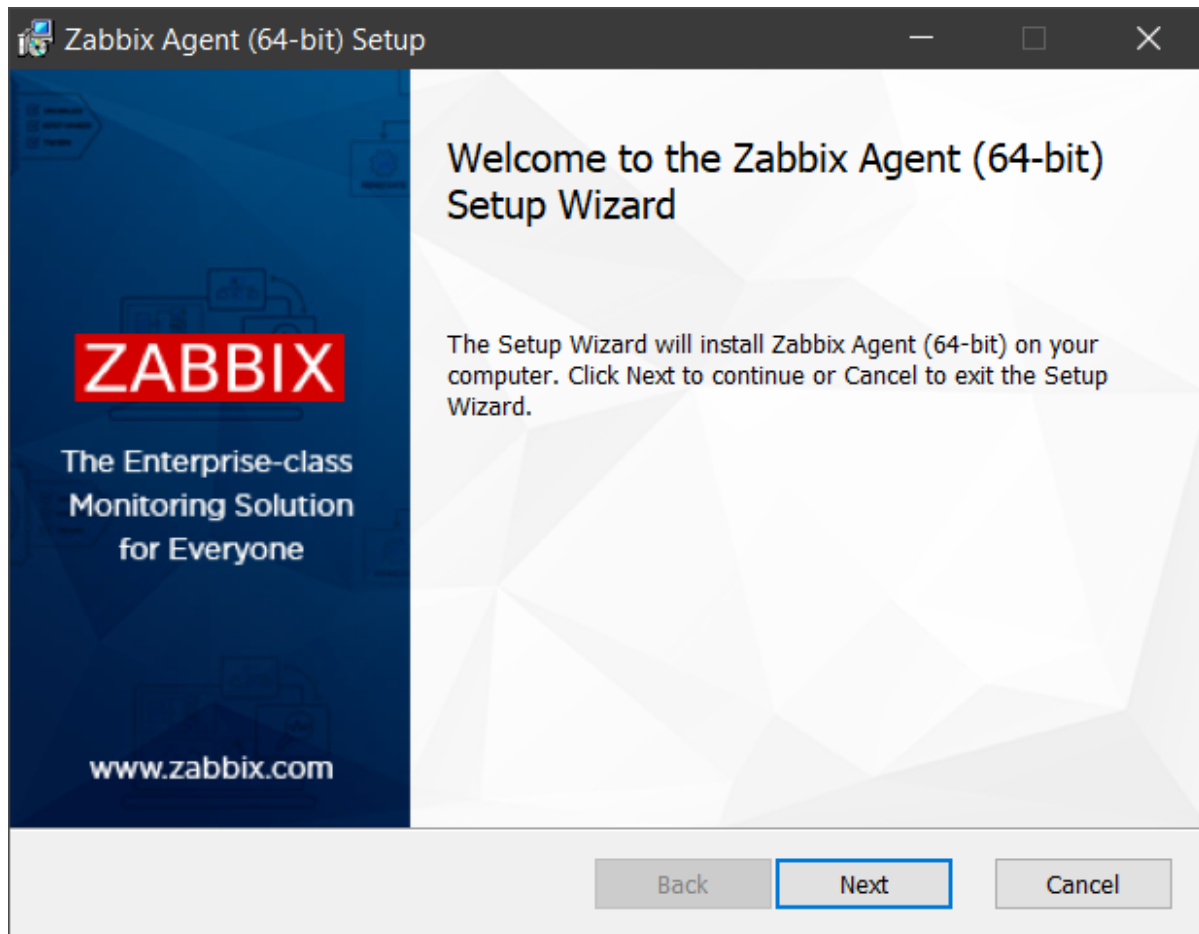 Zabbix Agent (64-bit) Setup
Welcome to the Zabbix Agent (64-bit)
Setup Wizard
The Setup Wizard will install Zabbix Agent (64-bit) on your
computer. Click Next to continue or Cancel to exit the Setup
Wizard.
ZABBIX
The Enterprise-class
Monitoring Solution
for Everyone
www.zabbix.com
Back
Next
Cancel